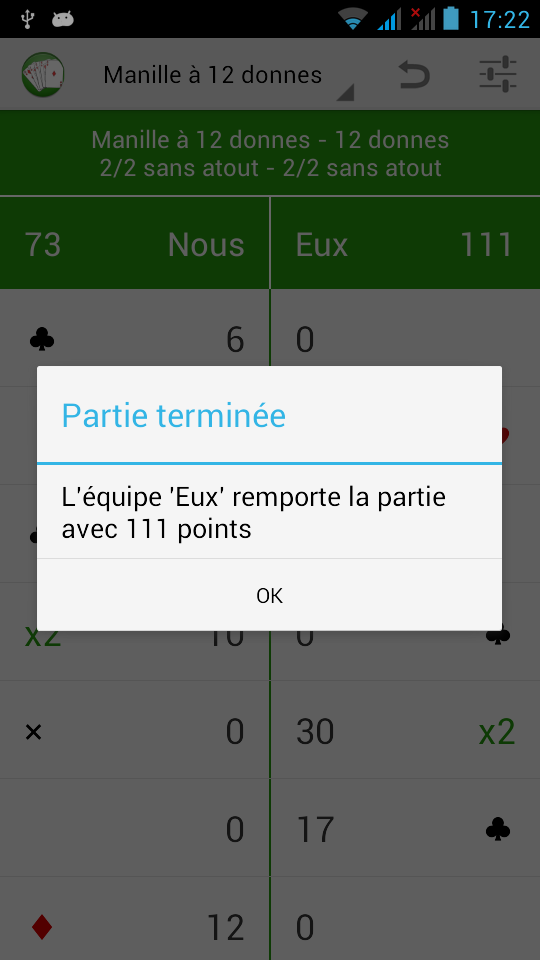 17:22
Manille à 12 donnes
Manille à 12 donnes - 12 donnes
2/2 sans atout - 2/2 sans atout
73 Nous Eux 111
6 0
Partie terminée
L'équipe 'Eux' remporte la partie
avec 111 points
OK
x2 10 0
0 30 x2
0 17
12 0